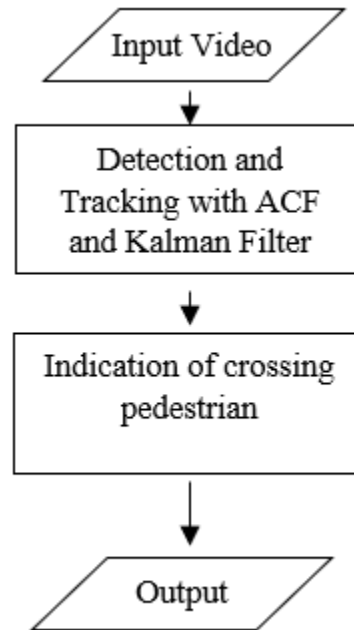 Input Video
Detection and
Tracking with ACF
and Kalman Filter
Indication of crossing
pedestrian
Output